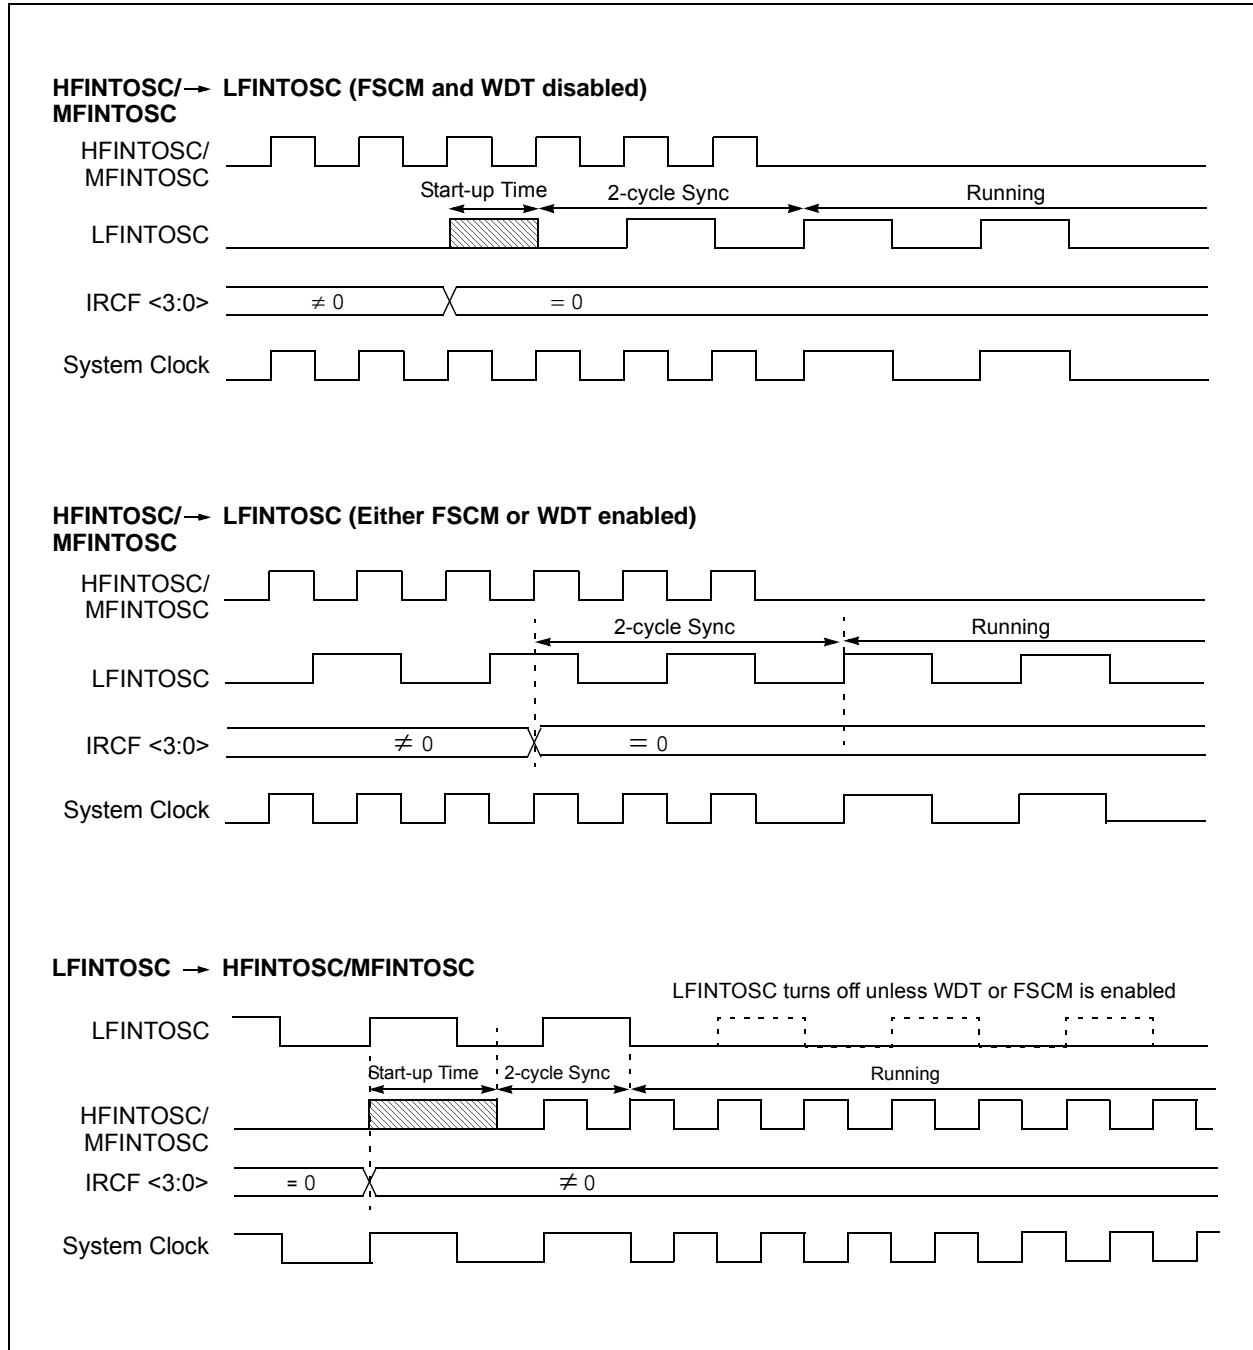 HFINTOSC/→ LFINTOSC (FSCM and WDT disabled)
MFINTOSC
HFINTOSC/
MFINTOSC
Start-up Time 2-cycle Sync Running
LFINTOSC
IRCF <3:0> ≠ 0 = 0
System Clock
HFINTOSC/→ LFINTOSC (Either FSCM or WDT enabled)
MFINTOSC
HFINTOSC/
MFINTOSC
2-cycle Sync Running
LFINTOSC
IRCF <3:0> ≠ 0 = 0
System Clock
LFINTOSC → HFINTOSC/MFINTOSC
LFINTOSC turns off unless WDT or FSCM is enabled
LFINTOSC
Start-up Time 2-cycle Sync Running
HFINTOSC/
MFINTOSC
IRCF <3:0> = 0 ≠ 0
System Clock